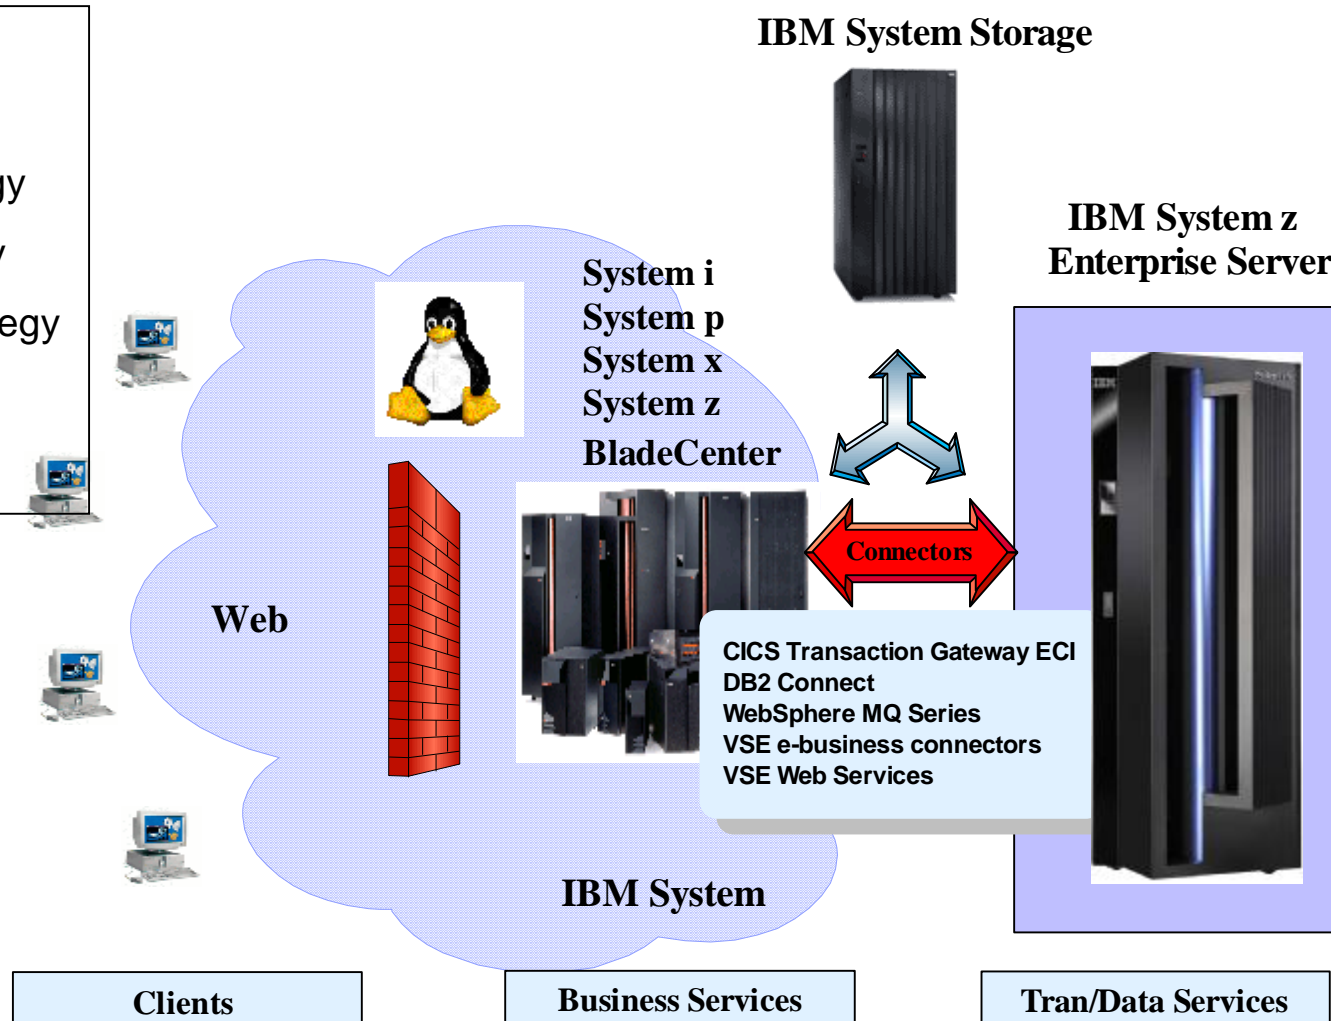 IBM System Storage
IBM System z
Enterprise Server
System i
System p
System x
System z
BladeCenter
Connectors
Web
CICS Transaction Gateway ECI
DB2 Connect
WebSphere MQ Series
VSE e-business connectors
VSE Web Services
IBM System
Clients
Business Services
Tran/Data Services